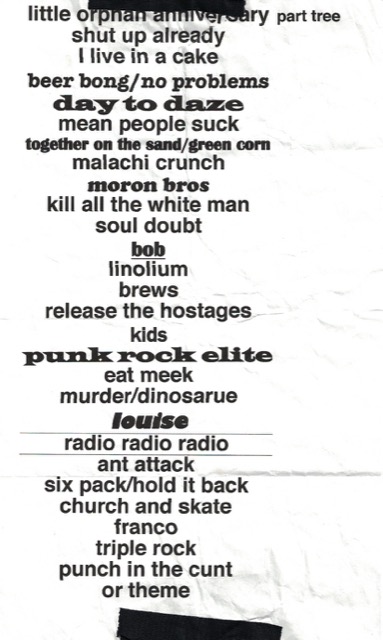 little orphan anniversary part tree
shut up already
I live in a cake
beer bong/no problems
day to daze
mean people suck
together on the sand/green corn
malachi crunch
moron bros
kill all the white man
soul doubt
bob
linolium
brews
release the hostages
kids
punk rock elite
eat meek
murder/dinosarue
louise
radio radio radio
ant attack
six pack/hold it back
church and skate
franco
triple rock
punch in the cunt
or theme